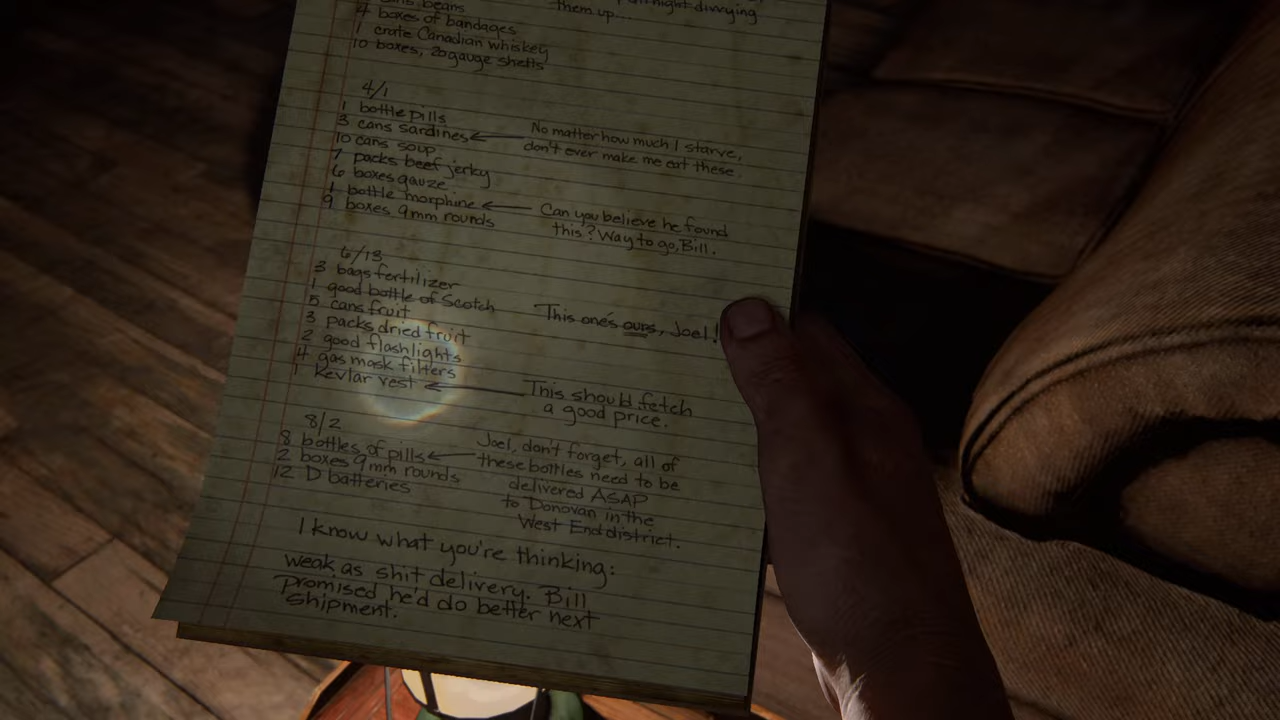 night divvying
beans
them up...
4 boxes of bandages
1 crate Canadian whiskey
10 boxes, 20 gauge shells
4/1
1 bottle pills
3 cans sardines
No matter how much I starve,
don't ever make me eat these.
10 cans soup
7 packs beef jerky
6 boxes gauze
1 bottle morphine
Can you believe he found
this? Way to go, Bill.
9 boxes 9mm rounds
6/13
3 bags fertilizer
1 good bottle of Scotch
This one's ours, Joel!
5 cans fruit
3 packs dried fruit
2 good flashlights
4 gas mask filters
1 Kevlar vest
This should fetch
a good price.
8/2
8 bottles of pills
Joel, don't forget, all of
these bottles need to be
delivered ASAP
to Donovan in the
West End district.
2 boxes 9mm rounds
12 D batteries
I know what you're thinking:
weak as shit delivery. Bill
promised he'd do better next
shipment.